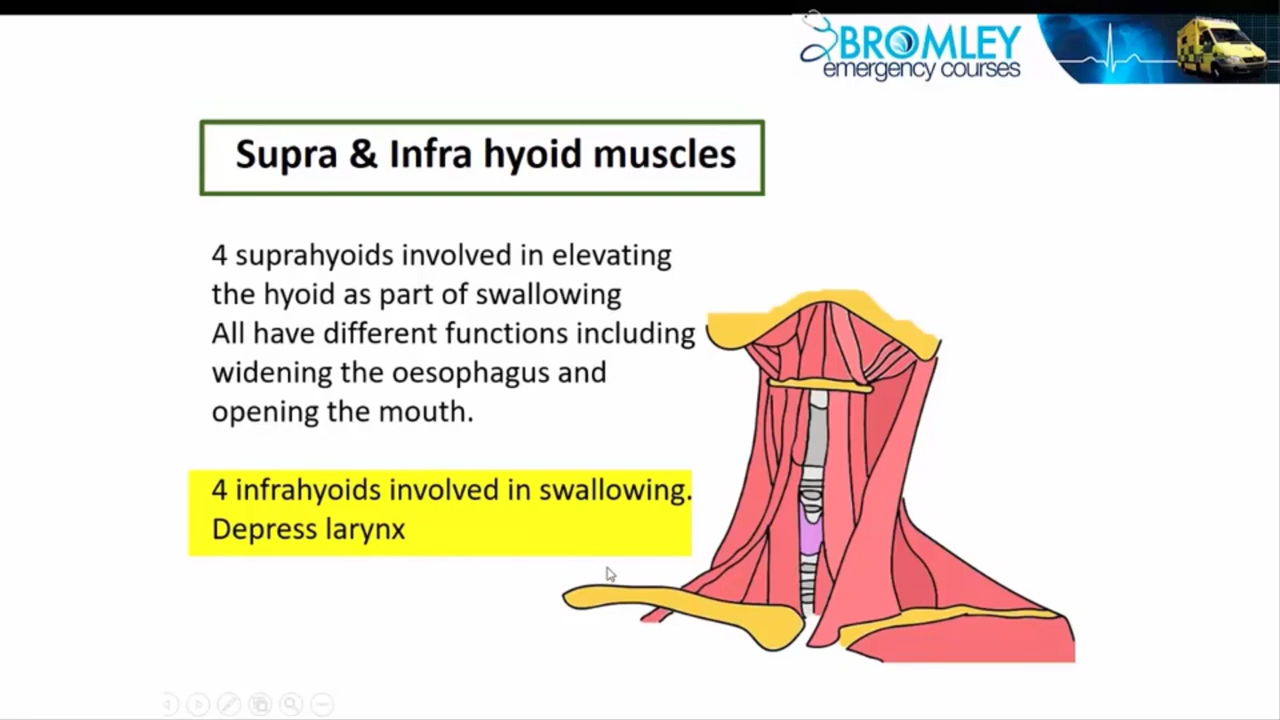 BROMLEY
emergency courses
Supra & Infra hyoid muscles
4 suprahyoids involved in elevating
the hyoid as part of swallowing
All have different functions including
widening the oesophagus and
opening the mouth.
4 infrahyoids involved in swallowing.
Depress larynx